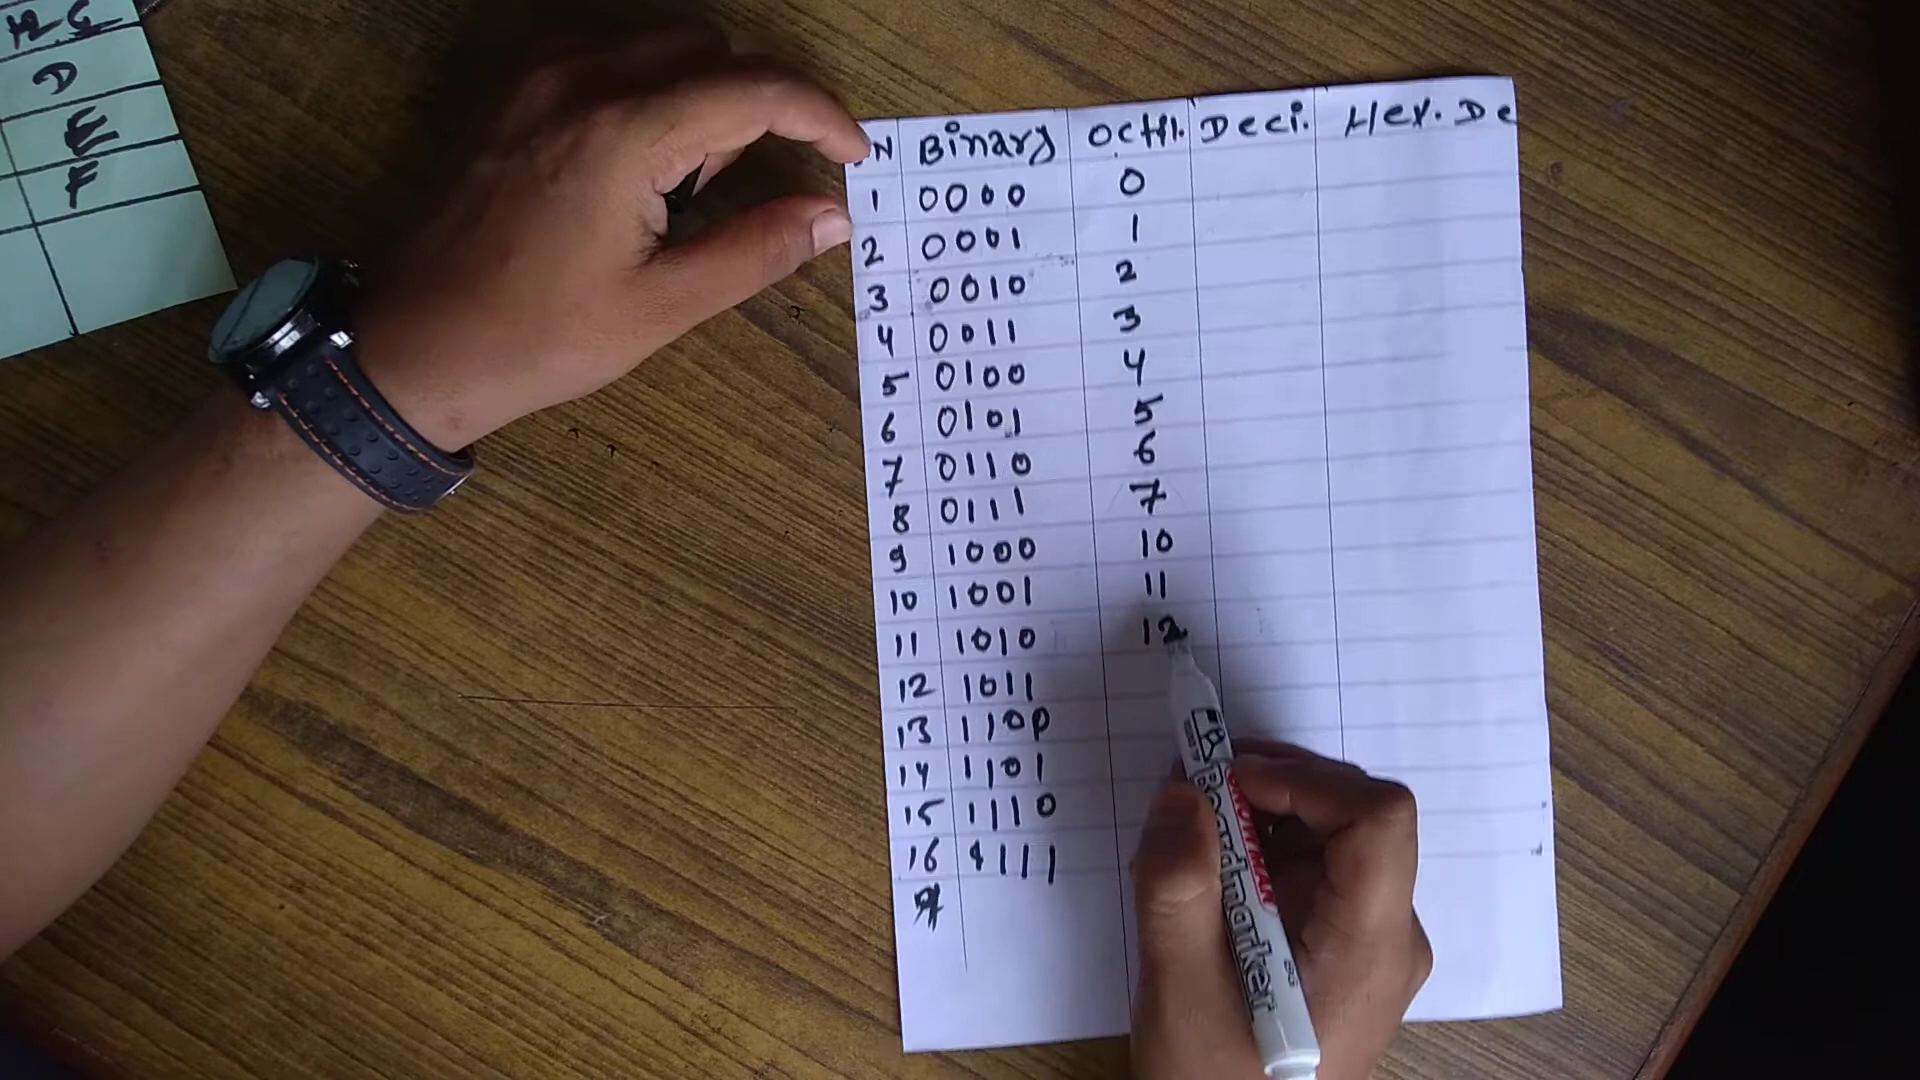 D
E
F
SN Binary Octl. Deci. Hex. De
1 0000 0
2 0001 1
3 0010 2
4 0011 3
5 0100 4
6 0101 5
7 0110 6
8 0111 7
9 1000 10
10 1001 11
11 1010 12
12 1011
13 1100
14 1101
15 1110
16 1111
SNOWMAN
Boardmarker